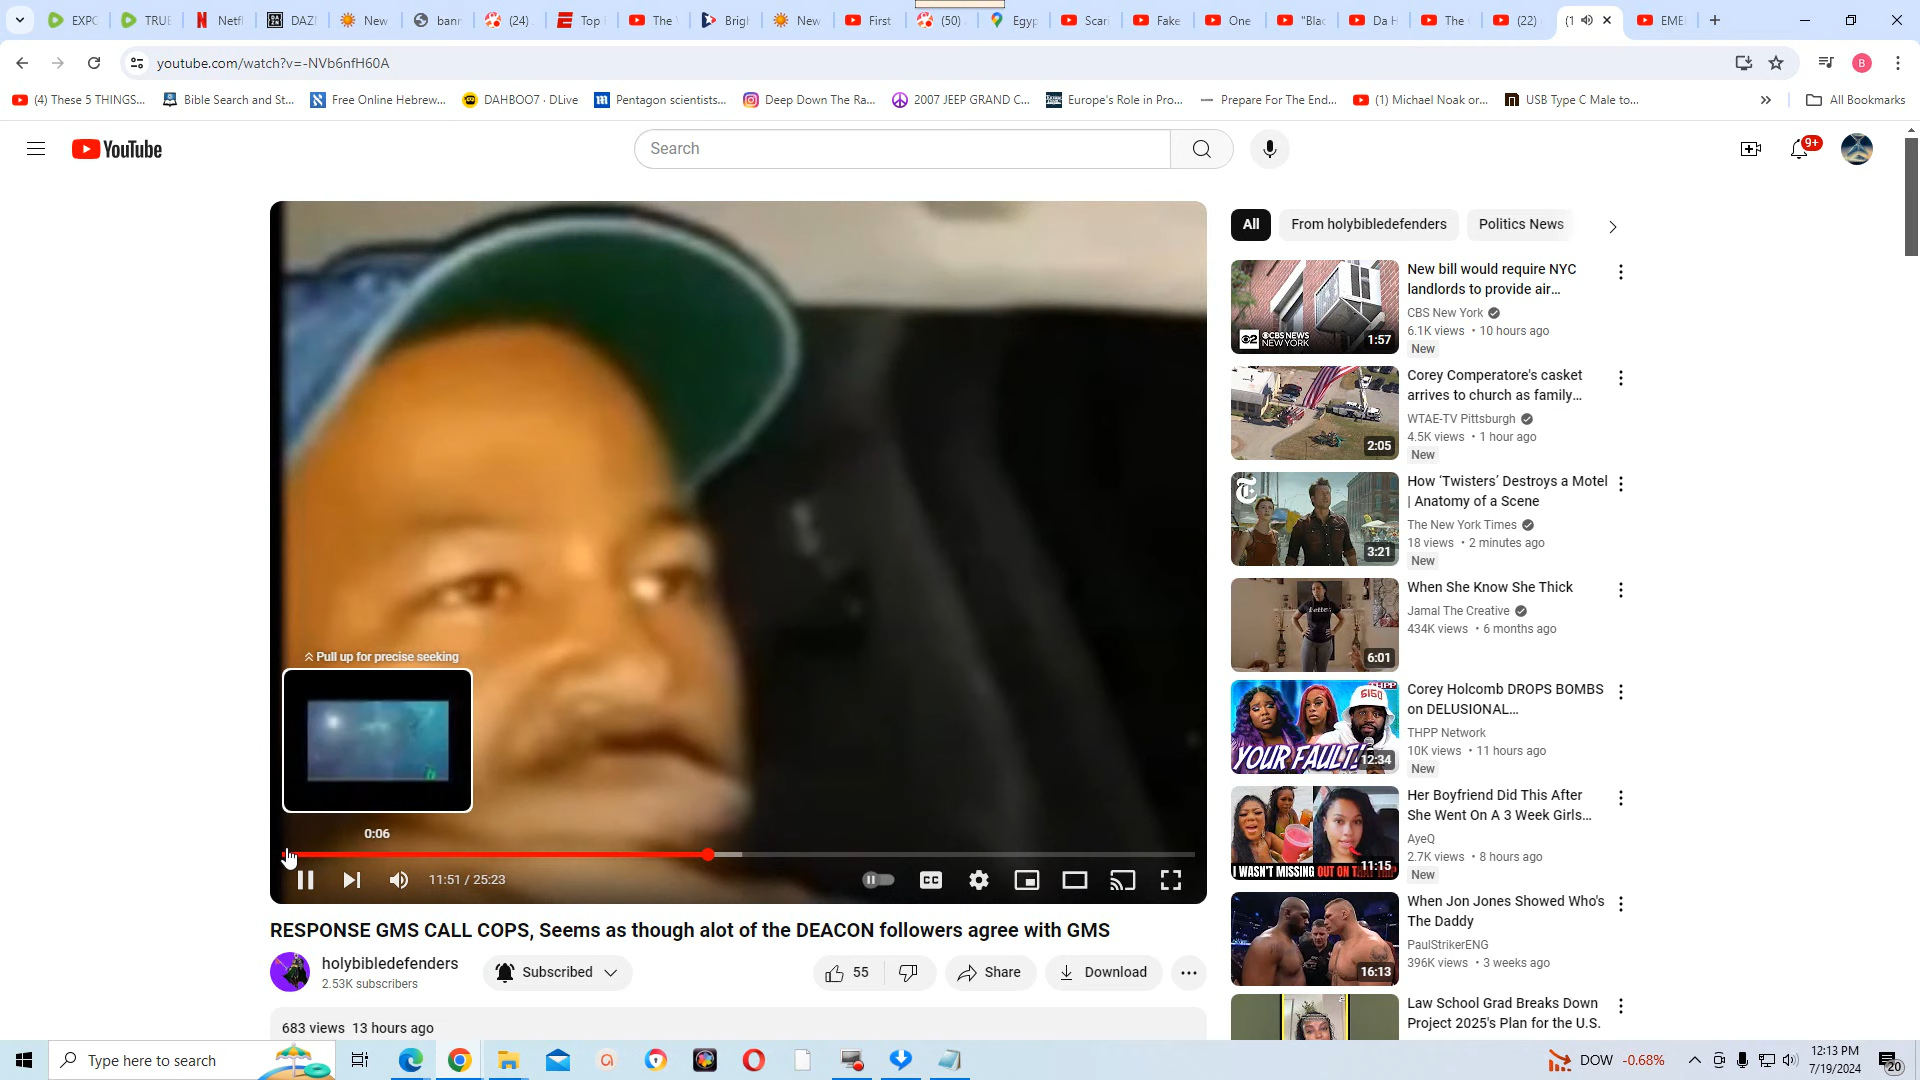 EXPC
TRUE
Netfl
DAZ
New
bann
(24)
Top
The
Brigh
New
First
(50)
Egyp
Scari
Fake
One
"Blac
Da H
The
(22)
(1
EME
youtube.com/watch?v=-NVb6nfH60A
(4) These 5 THINGS...
Bible Search and St...
Free Online Hebrew...
DAHBOO7 · DLive
Pentagon scientists...
Deep Down The Ra...
2007 JEEP GRAND C...
Europe's Role in Pro...
Prepare For The End...
(1) Michael Noak or...
USB Type C Male to...
All Bookmarks
YouTube
Search
9+
All
From holybibledefenders
Politics News
New bill would require NYC
landlords to provide air...
CBS New York
6.1K views • 10 hours ago
New
CBS NEWS
NEW YORK
1:57
Corey Comperatore's casket
arrives to church as family...
WTAE-TV Pittsburgh
4.5K views • 1 hour ago
New
2:05
How ‘Twisters’ Destroys a Motel
| Anatomy of a Scene
The New York Times
18 views • 2 minutes ago
New
3:21
When She Know She Thick
Jamal The Creative
434K views • 6 months ago
6:01
Corey Holcomb DROPS BOMBS
on DELUSIONAL...
THPP Network
10K views • 11 hours ago
New
YOUR FAULT!
12:34
Her Boyfriend Did This After
She Went On A 3 Week Girls...
AyeQ
2.7K views • 8 hours ago
New
I WASN'T MISSING OUT ON
11:15
When Jon Jones Showed Who's
The Daddy
PaulStrikerENG
396K views • 3 weeks ago
16:13
Law School Grad Breaks Down
Project 2025's Plan for the U.S.
Pull up for precise seeking
0:06
11:51 / 25:23
CC
RESPONSE GMS CALL COPS, Seems as though alot of the DEACON followers agree with GMS
holybibledefenders
2.53K subscribers
Subscribed
55
Share
Download
683 views 13 hours ago
Type here to search
DOW -0.68%
12:13 PM
7/19/2024
20